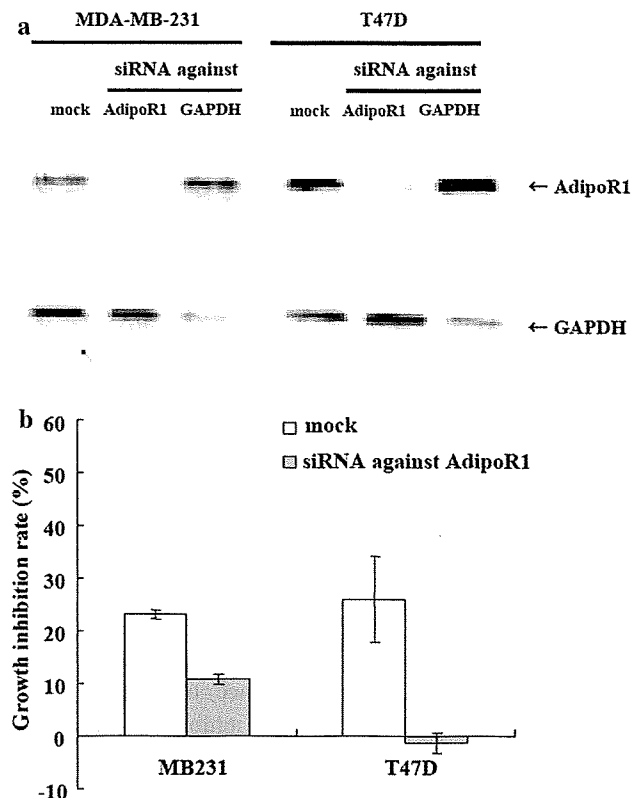 a
MDA-MB-231 T47D
siRNA against siRNA against
mock AdipoR1 GAPDH mock AdipoR1 GAPDH
← AdipoR1
← GAPDH
b
60
50
40
30
20
10
0
-10
Growth inhibition rate (%)
mock
siRNA against AdipoR1
MB231 T47D